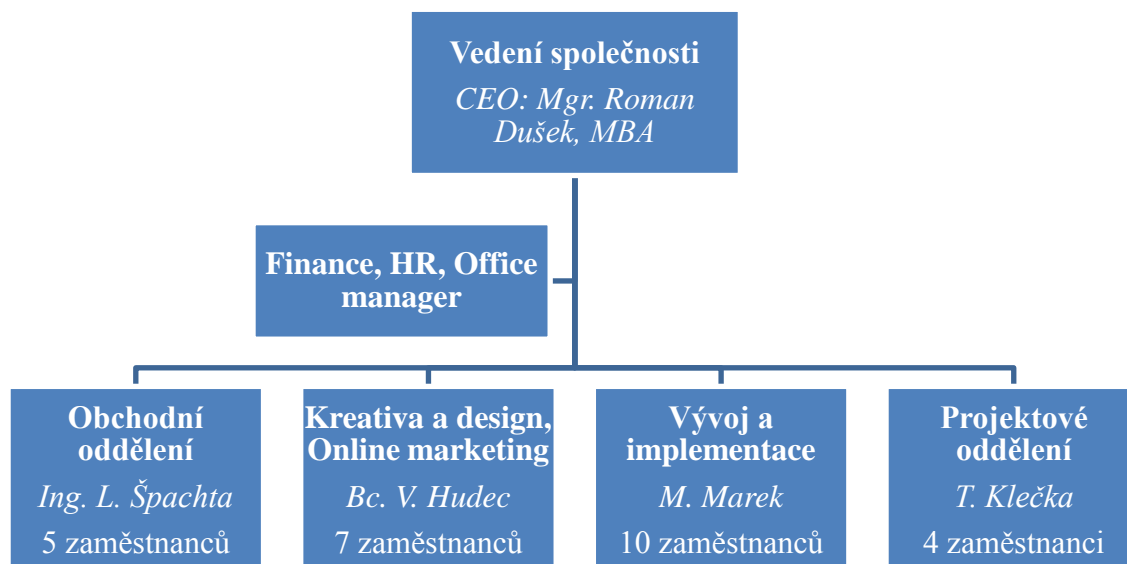 Vedení společnosti
CEO: Mgr. Roman
Dušek, MBA
Finance, HR, Office
manager
Obchodní
oddělení
Ing. L. Špachta
5 zaměstnanců
Kreativa a design,
Online marketing
Bc. V. Hudec
7 zaměstnanců
Vývoj a
implementace
M. Marek
10 zaměstnanců
Projektové
oddělení
T. Klečka
4 zaměstnanci